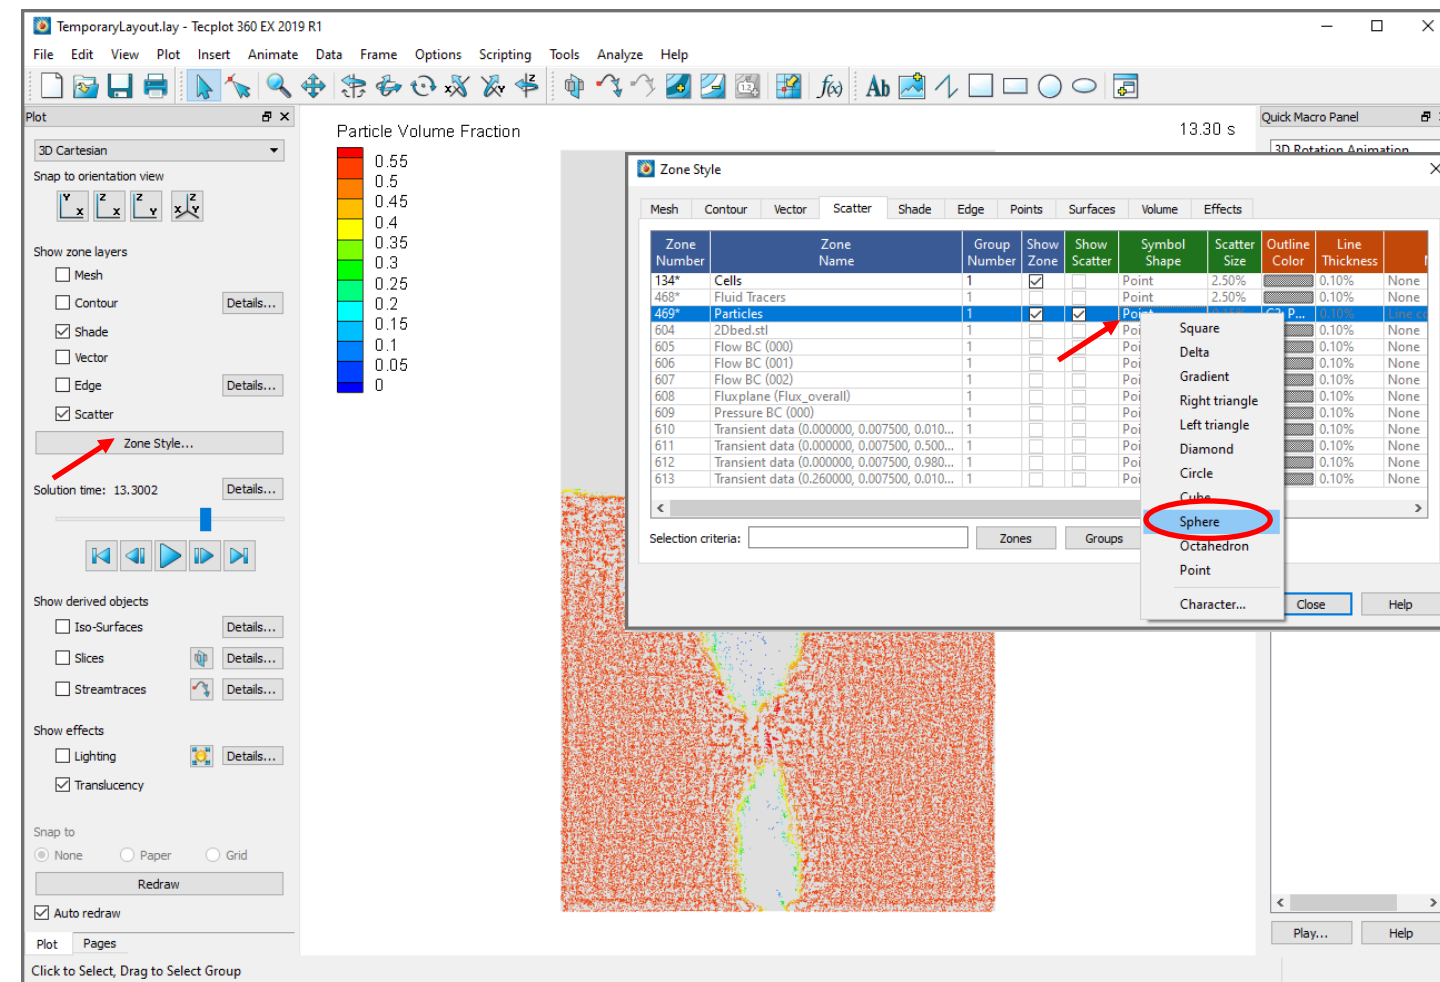 TemporaryLayout.lay - Tecplot 360 EX 2019 R1
File Edit View Plot Insert Animate Data Frame Options Scripting Tools Analyze Help
Plot
3D Cartesian
Snap to orientation view
Show zone layers
Mesh
Contour Details...
Shade
Vector
Edge Details...
Scatter
Zone Style...
Solution time: 13.3002 Details...
Show derived objects
Iso-Surfaces Details...
Slices Details...
Streamtraces Details...
Show effects
Lighting Details...
Translucency
Snap to
None Paper Grid
Redraw
Auto redraw
Plot Pages
Click to Select, Drag to Select Group
Particle Volume Fraction
0.55
0.5
0.45
0.4
0.35
0.3
0.25
0.2
0.15
0.1
0.05
0
13.30 s
Quick Macro Panel
3D Rotation Animation
Play... Help
Zone Style
Mesh Contour Vector Scatter Shade Edge Points Surfaces Volume Effects
Zone Number Zone Name Group Number Show Zone Show Scatter Symbol Shape Scatter Size Outline Color Line Thickness
134* Cells 1 Point 2.50% 0.10% None
468* Fluid Tracers 1 Point 2.50% 0.10% None
469* Particles 1 0.10%
604 2Dbed.stl 1 0.10% None
605 Flow BC (000) 1 0.10% None
606 Flow BC (001) 1 0.10% None
607 Flow BC (002) 1 0.10% None
608 Fluxplane (Flux_overall) 1 0.10% None
609 Pressure BC (000) 1 0.10% None
610 Transient data (0.000000, 0.007500, 0.010... 1 0.10% None
611 Transient data (0.000000, 0.007500, 0.500... 1 0.10% None
612 Transient data (0.000000, 0.007500, 0.980... 1 0.10% None
613 Transient data (0.260000, 0.007500, 0.010... 1 0.10% None
Selection criteria: Zones Groups
Close Help
Square
Delta
Gradient
Right triangle
Left triangle
Diamond
Circle
Cube
Sphere
Octahedron
Point
Character...